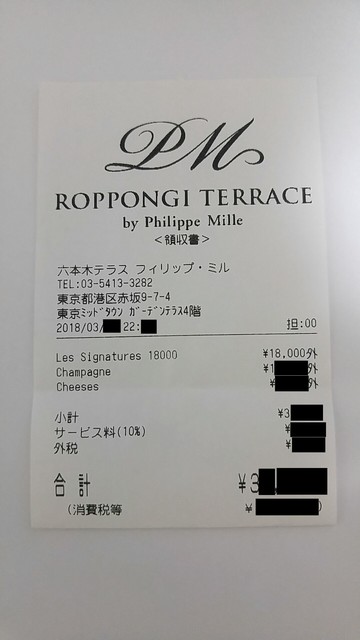 PM
ROPPONGI TERRACE
by Philippe Mille
<領収書>
六本木テラス フィリップ・ミル
TEL:03-5413-3282
東京都港区赤坂9-7-4
東京ミッドタウン ガーデンテラス4階
2018/03/ 22: 担:00
Les Signatures 18000 ¥18,000外
Champagne ¥1 外
Cheeses ¥ 外
小計 ¥3
サービス料(10%) ¥
外税 ¥
合計 ¥3
(消費税等 ¥ )